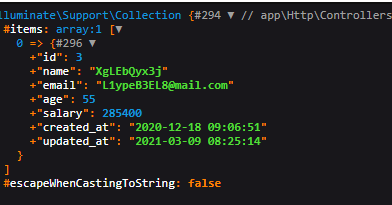 lluminate\Support\Collection {#294 ▼ // app\Http\Controllers
#items: array:1 [▼
0 => {#296 ▼
+"id": 3
+"name": "XgLEbQyx3j"
+"email": "L1ypeB3EL8@mail.com"
+"age": 55
+"salary": 285400
+"created_at": "2020-12-18 09:06:51"
+"updated_at": "2021-03-09 08:25:14"
}
]
#escapeWhenCastingToString: false